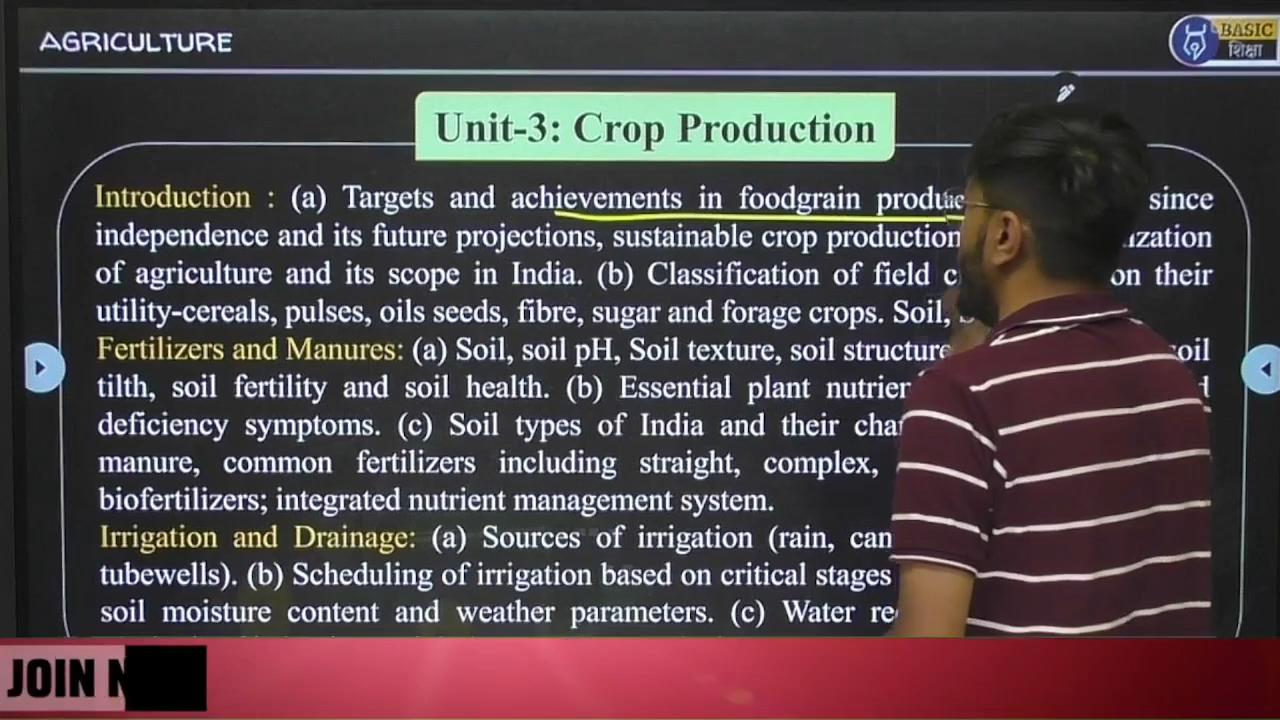 AGRICULTURE
BASIC
शिक्षा
Unit-3: Crop Production
Introduction : (a) Targets and achievements in foodgrain since
independence and its future projections, sustainable crop production
of agriculture and its scope in India. (b) Classification of field on their
utility-cereals, pulses, oils seeds, fibre, sugar and forage crops. Soil,
Fertilizers and Manures: (a) Soil, soil pH, Soil texture, soil structure
tilth, soil fertility and soil health. (b) Essential plant
deficiency symptoms. (c) Soil types of India and their
manure, common fertilizers including straight, complex,
biofertilizers; integrated nutrient management system.
Irrigation and Drainage: (a) Sources of irrigation (rain,
tubewells). (b) Scheduling of irrigation based on critical stages
soil moisture content and weather parameters. (c) Water
JOIN